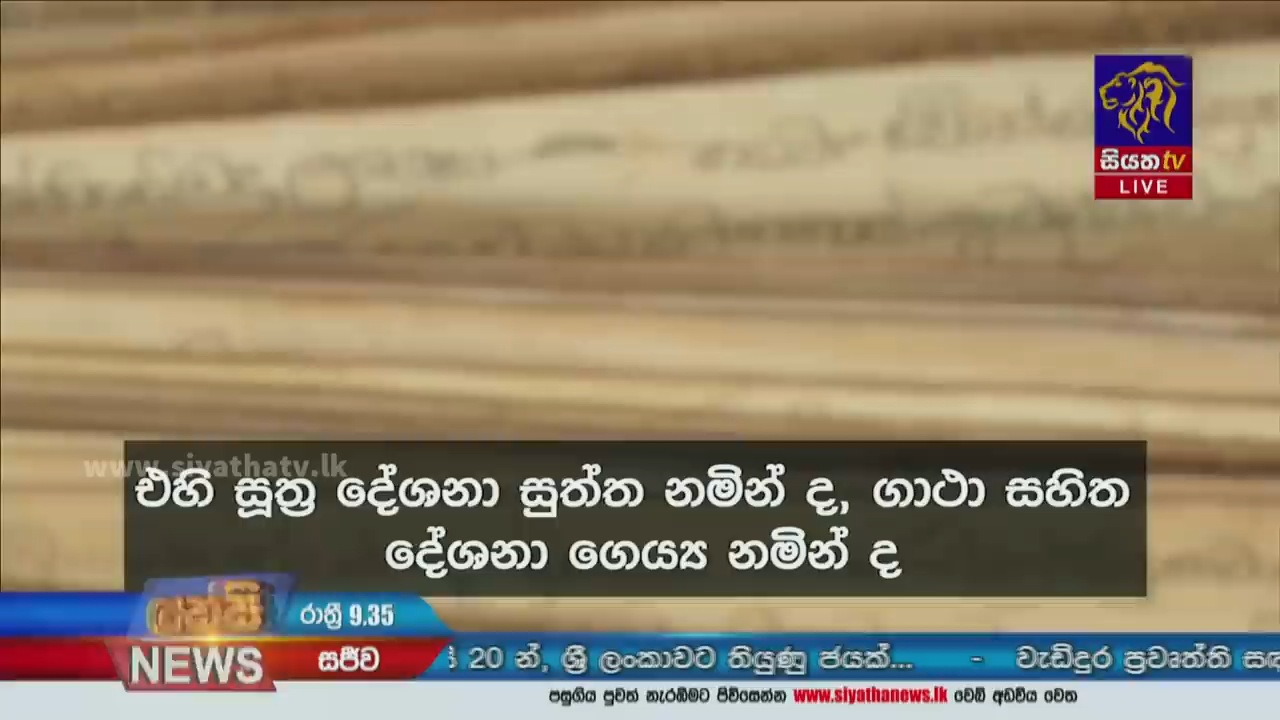 සියත tv
LIVE
www.siyathatv.lk
එහි සූත්‍ර දේශනා සුත්ත නමින් ද, ගාථා සහිත
දේශනා ගෙය්‍ය නමින් ද
රාත්‍රී 9.35
NEWS
සජීව
20 න්, ශ්‍රී ලංකාවට තියුණු ජයක්... - වැඩිදුර ප්‍රවෘත්ති
පසුගිය පුවත් නැරඹීමට පිවිසෙන්න www.siyathanews.lk වෙබ් අඩවිය වෙත